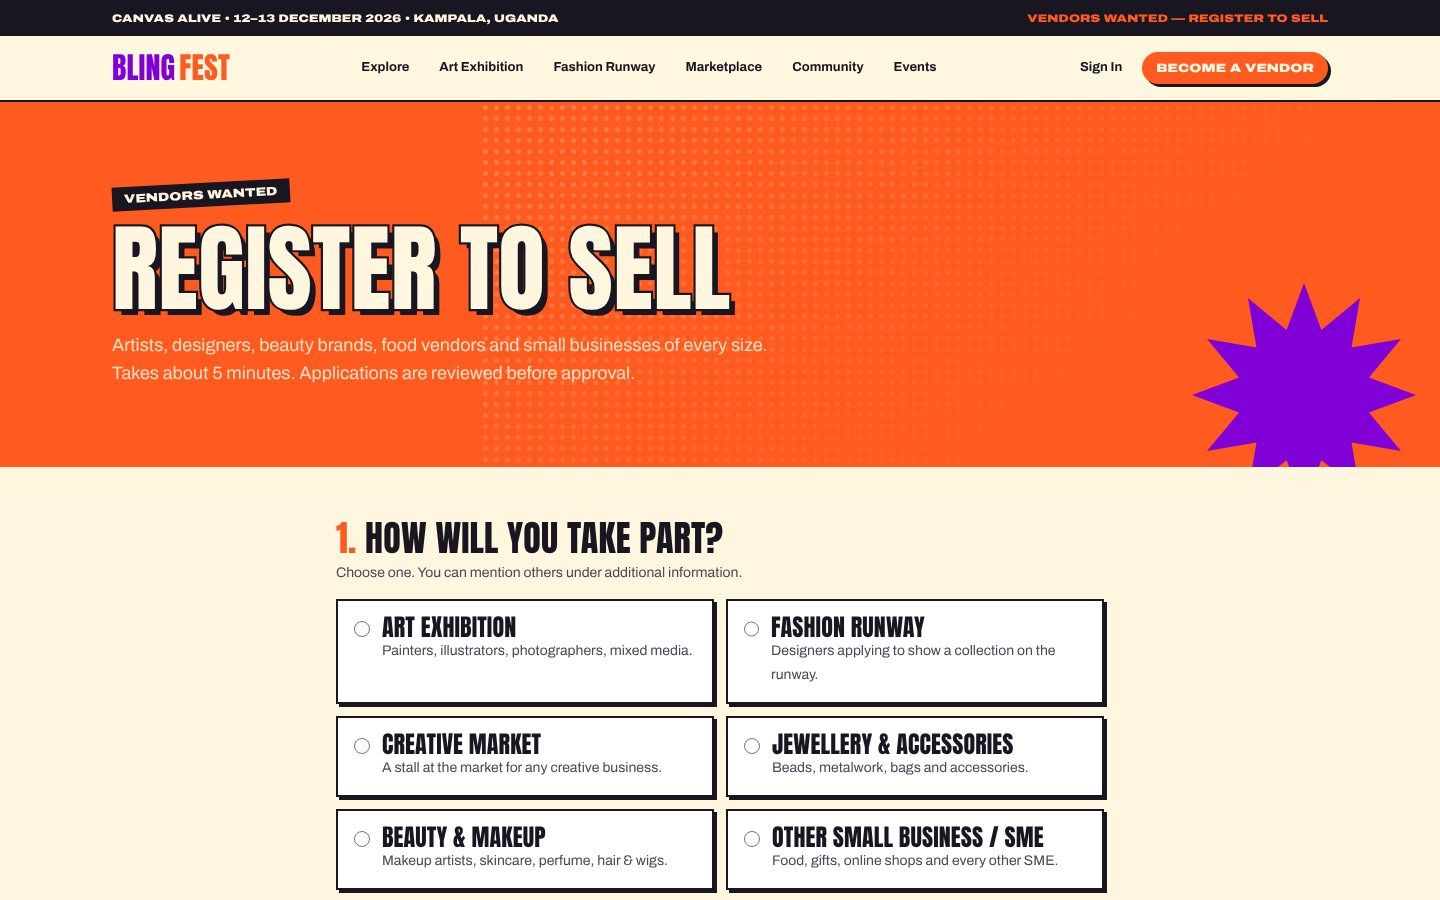 CANVAS ALIVE • 12–13 DECEMBER 2026 • KAMPALA, UGANDA
VENDORS WANTED — REGISTER TO SELL
BLING FEST
Explore
Art Exhibition
Fashion Runway
Marketplace
Community
Events
Sign In
BECOME A VENDOR
VENDORS WANTED
REGISTER TO SELL
Artists, designers, beauty brands, food vendors and small businesses of every size.
Takes about 5 minutes. Applications are reviewed before approval.
1. HOW WILL YOU TAKE PART?
Choose one. You can mention others under additional information.
ART EXHIBITION
Painters, illustrators, photographers, mixed media.
FASHION RUNWAY
Designers applying to show a collection on the
runway.
CREATIVE MARKET
A stall at the market for any creative business.
JEWELLERY & ACCESSORIES
Beads, metalwork, bags and accessories.
BEAUTY & MAKEUP
Makeup artists, skincare, perfume, hair & wigs.
OTHER SMALL BUSINESS / SME
Food, gifts, online shops and every other SME.